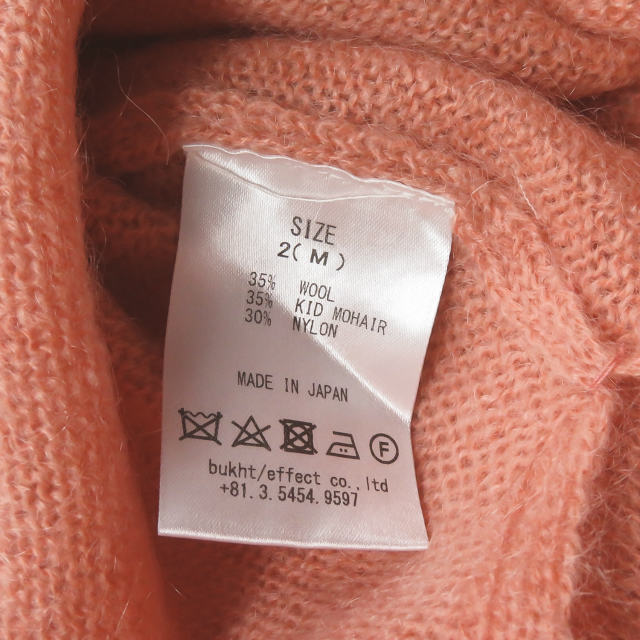 SIZE
2(M)
35% WOOL
35% KID MOHAIR
30% NYLON
MADE IN JAPAN
F
bukht/effect co.,ltd
+81.3.5454.9597